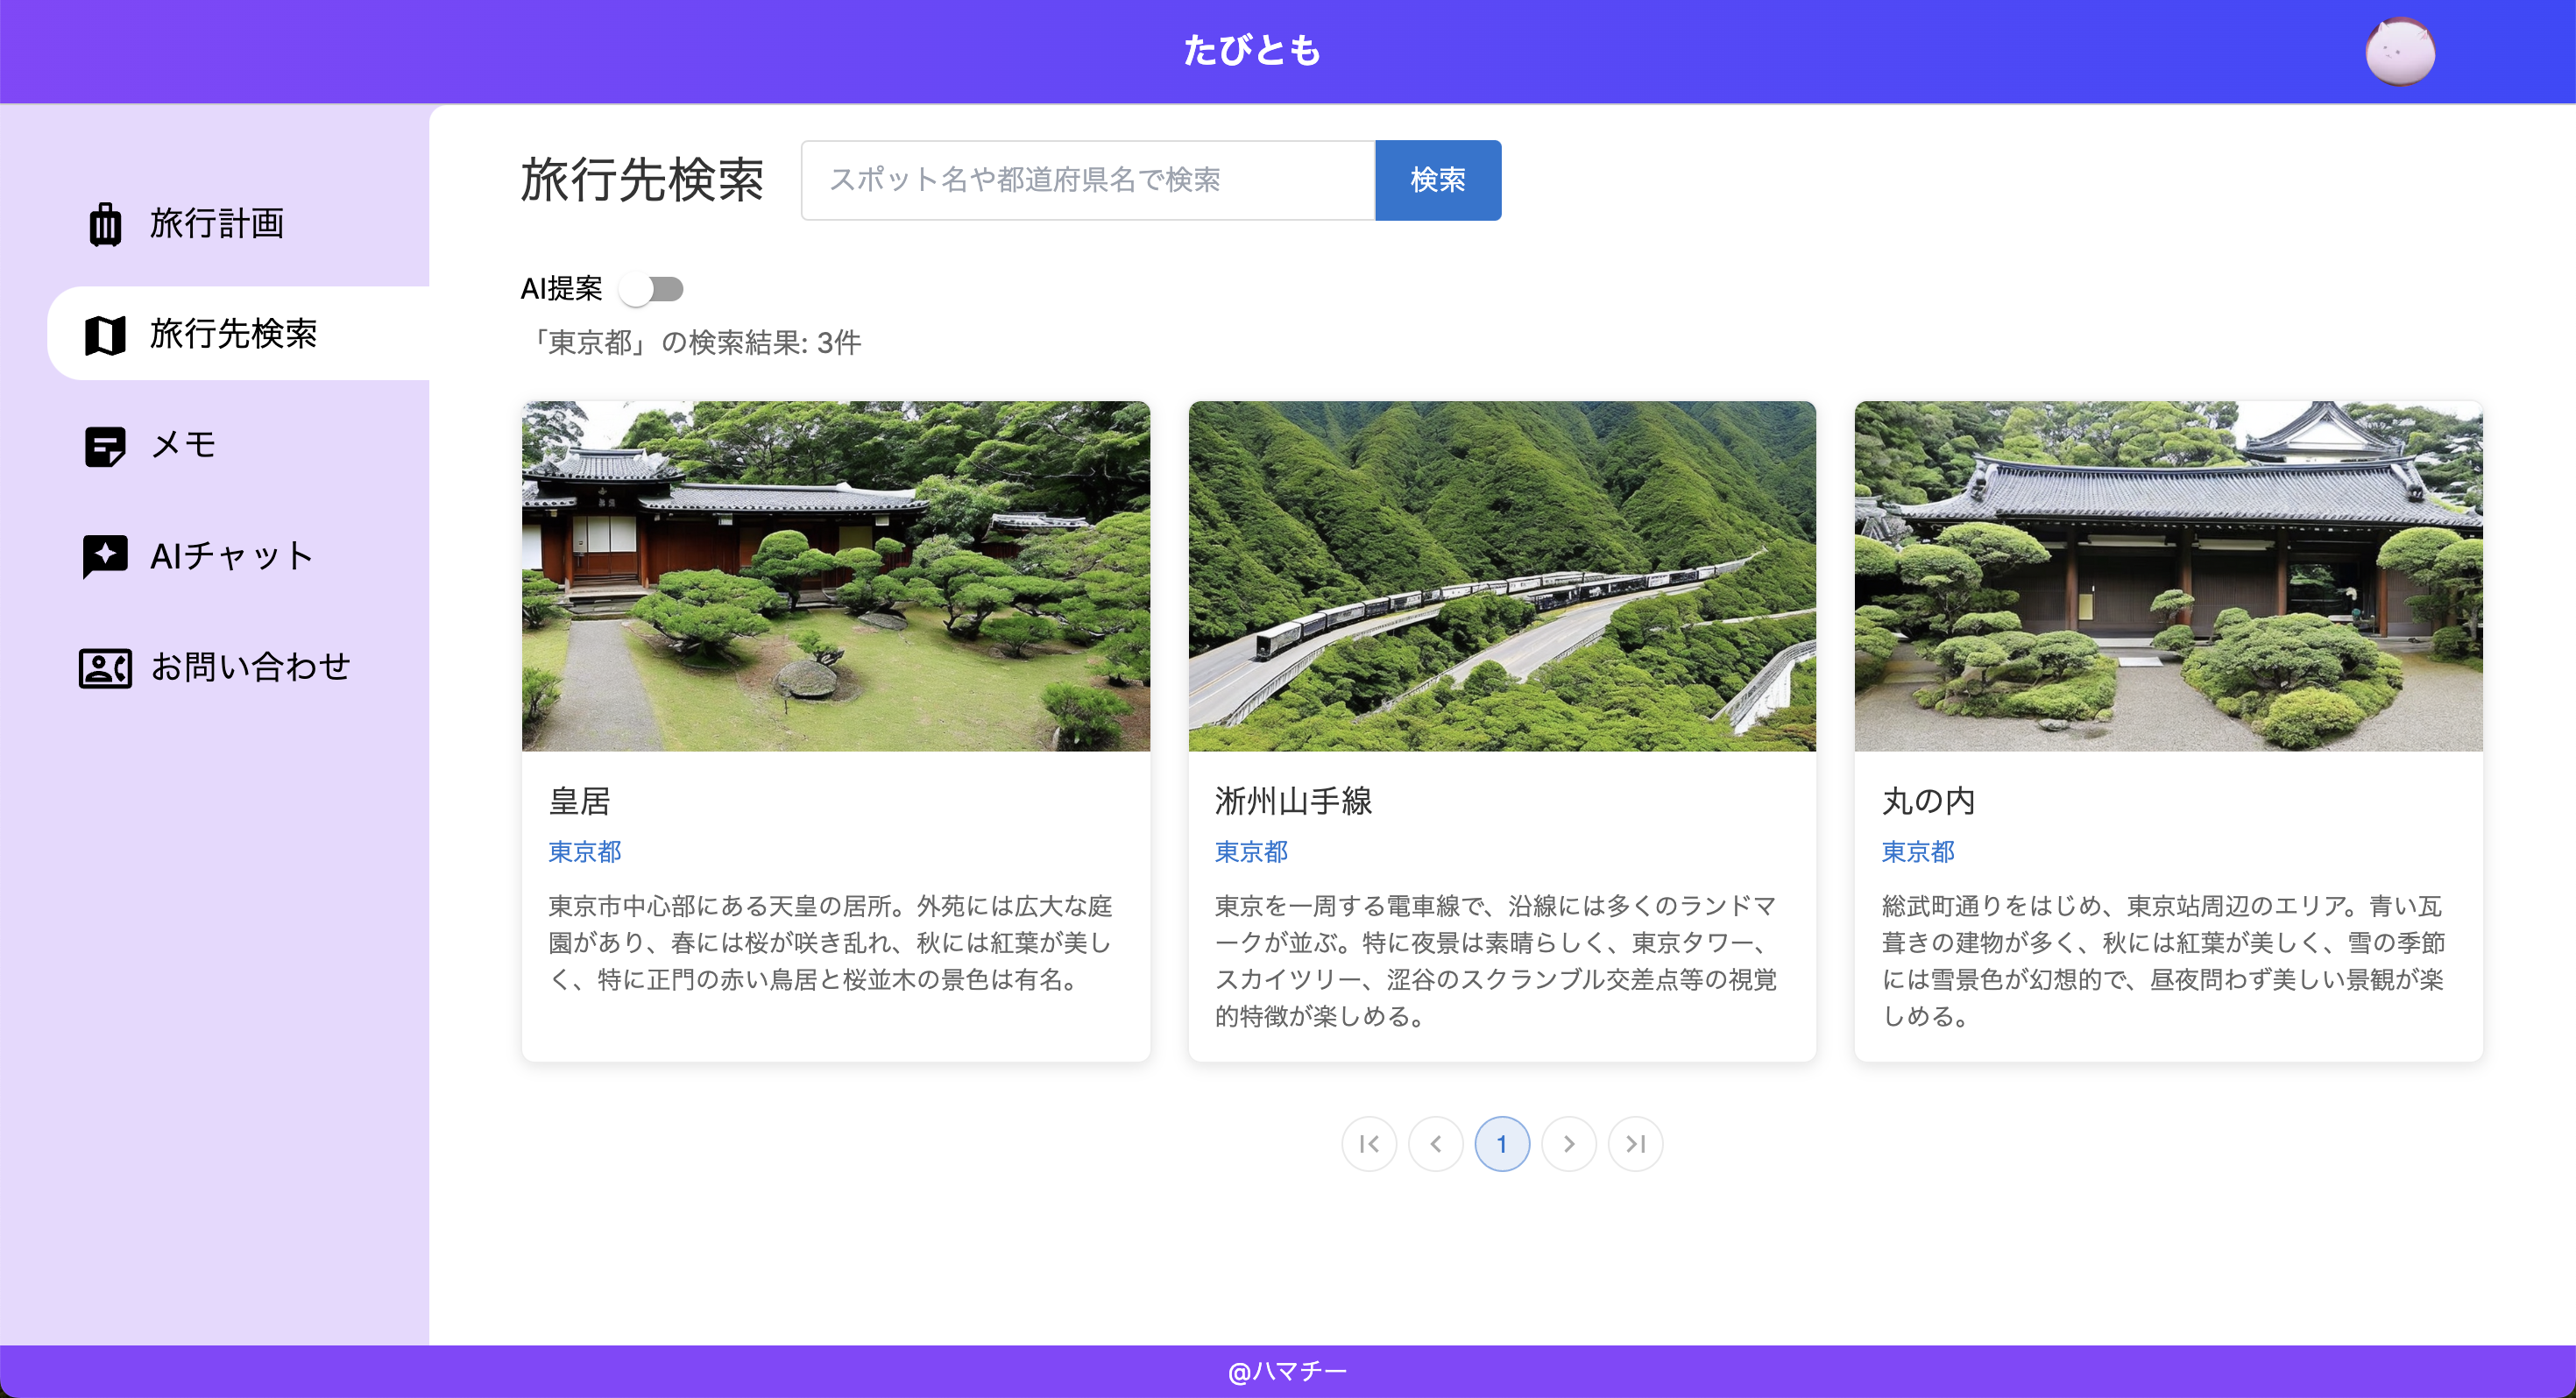 たびとも
旅行計画
旅行先検索
メモ
AIチャット
お問い合わせ
旅行先検索
スポット名や都道府県名で検索
検索
AI提案
「東京都」の検索結果: 3件
皇居
東京都
東京市中心部にある天皇の居所。外苑には広大な庭
園があり、春には桜が咲き乱れ、秋には紅葉が美し
く、特に正門の赤い鳥居と桜並木の景色は有名。
淅州山手線
東京都
東京を一周する電車線で、沿線には多くのランドマ
ークが並ぶ。特に夜景は素晴らしく、東京タワー、
スカイツリー、涩谷のスクランブル交差点等の視覚
的特徴が楽しめる。
丸の内
東京都
総武町通りをはじめ、東京站周辺のエリア。青い瓦
葺きの建物が多く、秋には紅葉が美しく、雪の季節
には雪景色が幻想的で、昼夜問わず美しい景観が楽
しめる。
1
@ハマチー